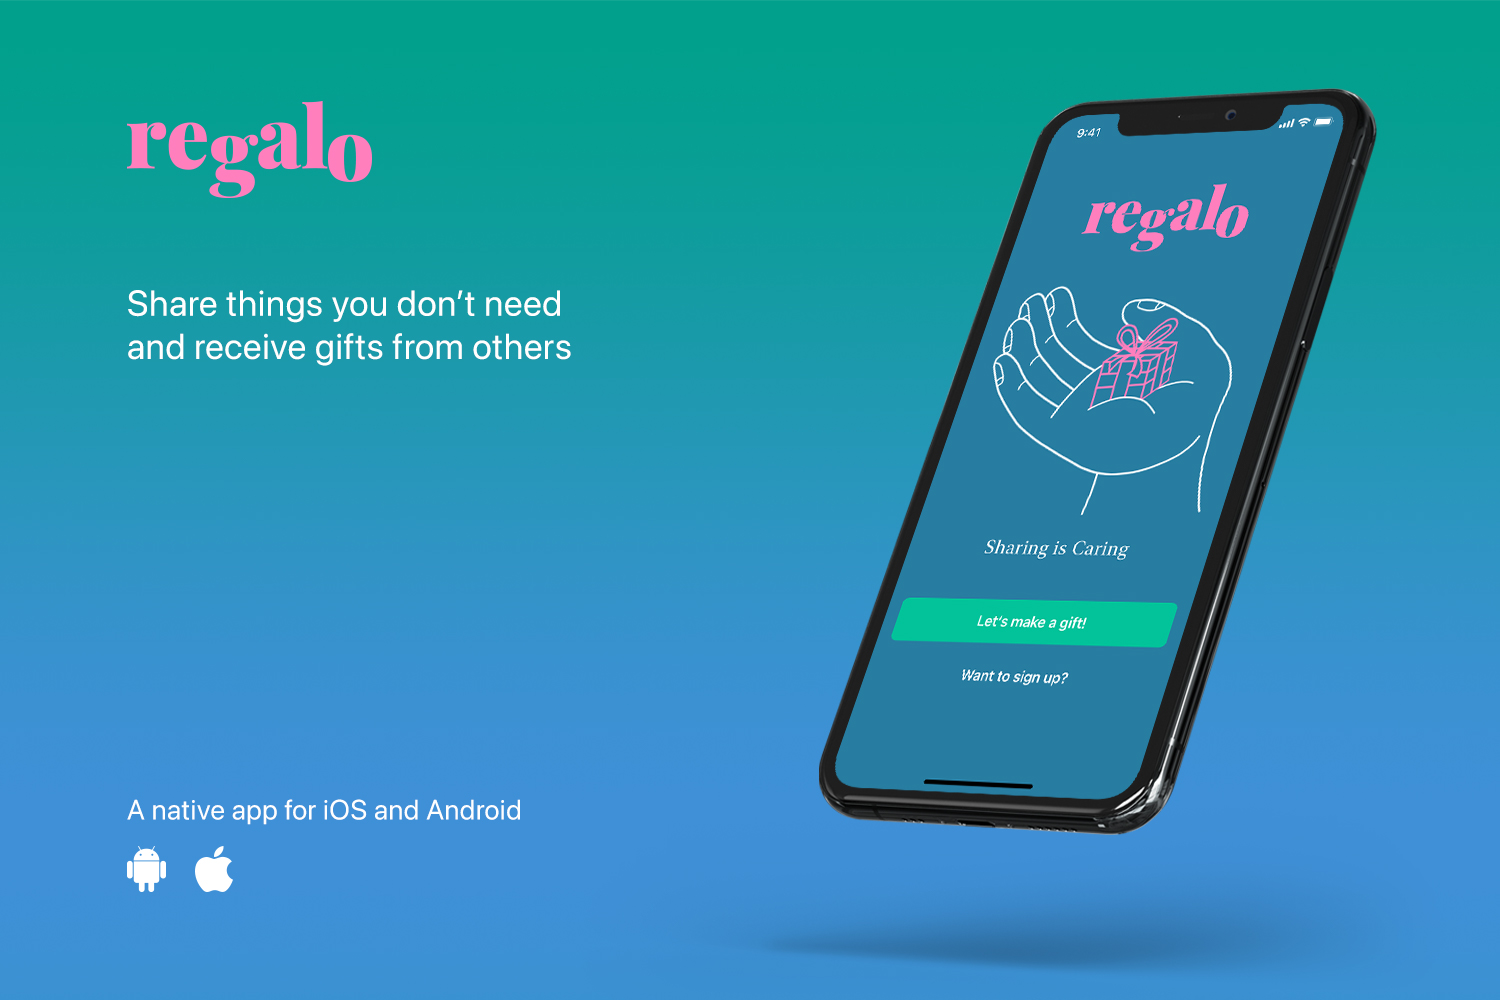 regalo
Share things you don’t need
and receive gifts from others
A native app for iOS and Android
9:41
regalo
Sharing is Caring
Let's make a gift!
Want to sign up?